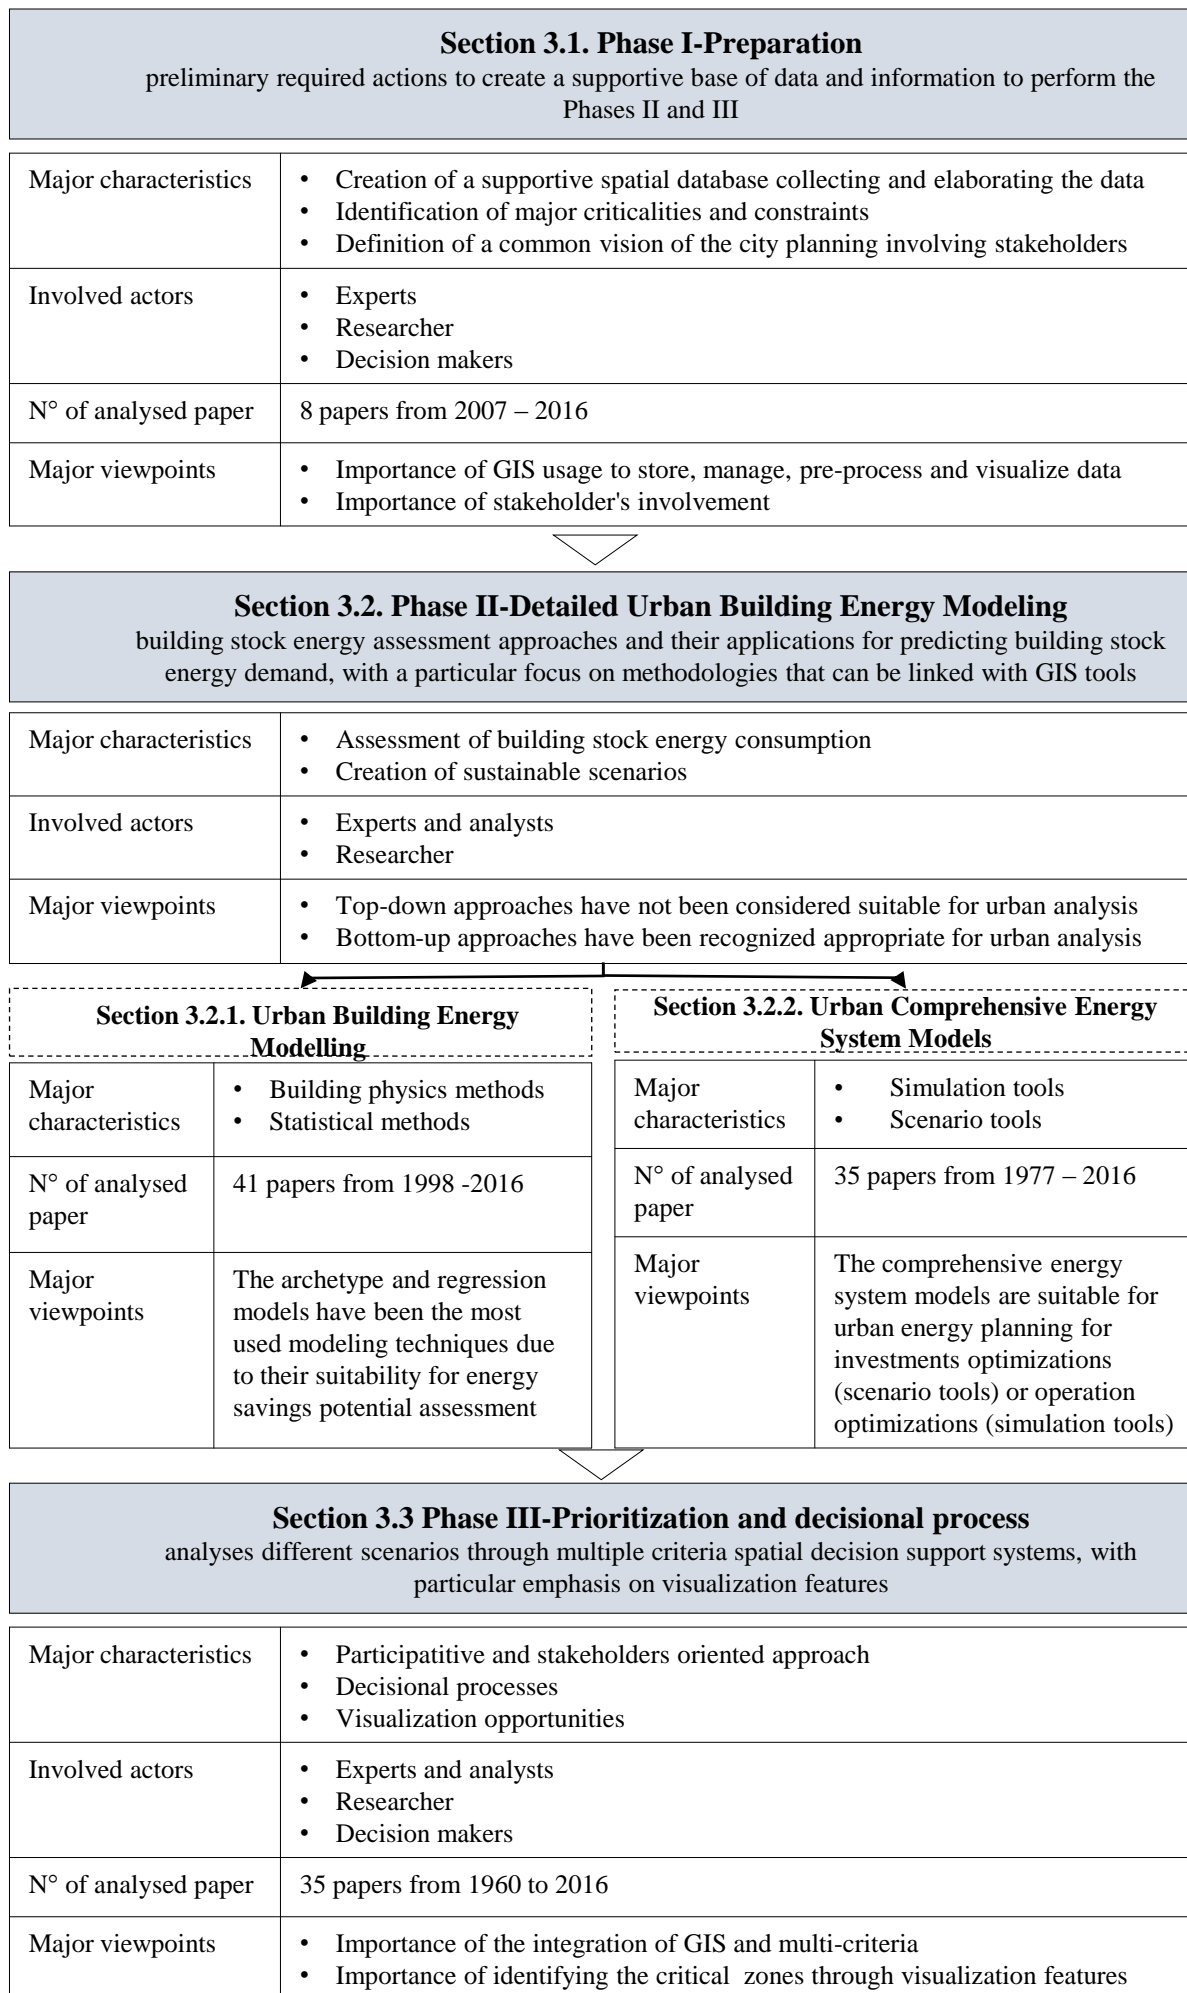 Section 3.1. Phase I-Preparation
preliminary required actions to create a supportive base of data and information to perform the
Phases II and III
Major characteristics
• Creation of a supportive spatial database collecting and elaborating the data
• Identification of major criticalities and constraints
• Definition of a common vision of the city planning involving stakeholders
Involved actors
• Experts
• Researcher
• Decision makers
N° of analysed paper
8 papers from 2007 – 2016
Major viewpoints
• Importance of GIS usage to store, manage, pre-process and visualize data
• Importance of stakeholder's involvement
Section 3.2. Phase II-Detailed Urban Building Energy Modeling
building stock energy assessment approaches and their applications for predicting building stock
energy demand, with a particular focus on methodologies that can be linked with GIS tools
Major characteristics
• Assessment of building stock energy consumption
• Creation of sustainable scenarios
Involved actors
• Experts and analysts
• Researcher
Major viewpoints
• Top-down approaches have not been considered suitable for urban analysis
• Bottom-up approaches have been recognized appropriate for urban analysis
Section 3.2.1. Urban Building Energy
Modelling
Major
characteristics
• Building physics methods
• Statistical methods
N° of analysed
paper
41 papers from 1998 -2016
Major
viewpoints
The archetype and regression
models have been the most
used modeling techniques due
to their suitability for energy
savings potential assessment
Section 3.2.2. Urban Comprehensive Energy
System Models
Major
characteristics
• Simulation tools
• Scenario tools
N° of analysed
paper
35 papers from 1977 – 2016
Major
viewpoints
The comprehensive energy
system models are suitable for
urban energy planning for
investments optimizations
(scenario tools) or operation
optimizations (simulation tools)
Section 3.3 Phase III-Prioritization and decisional process
analyses different scenarios through multiple criteria spatial decision support systems, with
particular emphasis on visualization features
Major characteristics
• Participatitive and stakeholders oriented approach
• Decisional processes
• Visualization opportunities
Involved actors
• Experts and analysts
• Researcher
• Decision makers
N° of analysed paper
35 papers from 1960 to 2016
Major viewpoints
• Importance of the integration of GIS and multi-criteria
• Importance of identifying the critical zones through visualization features